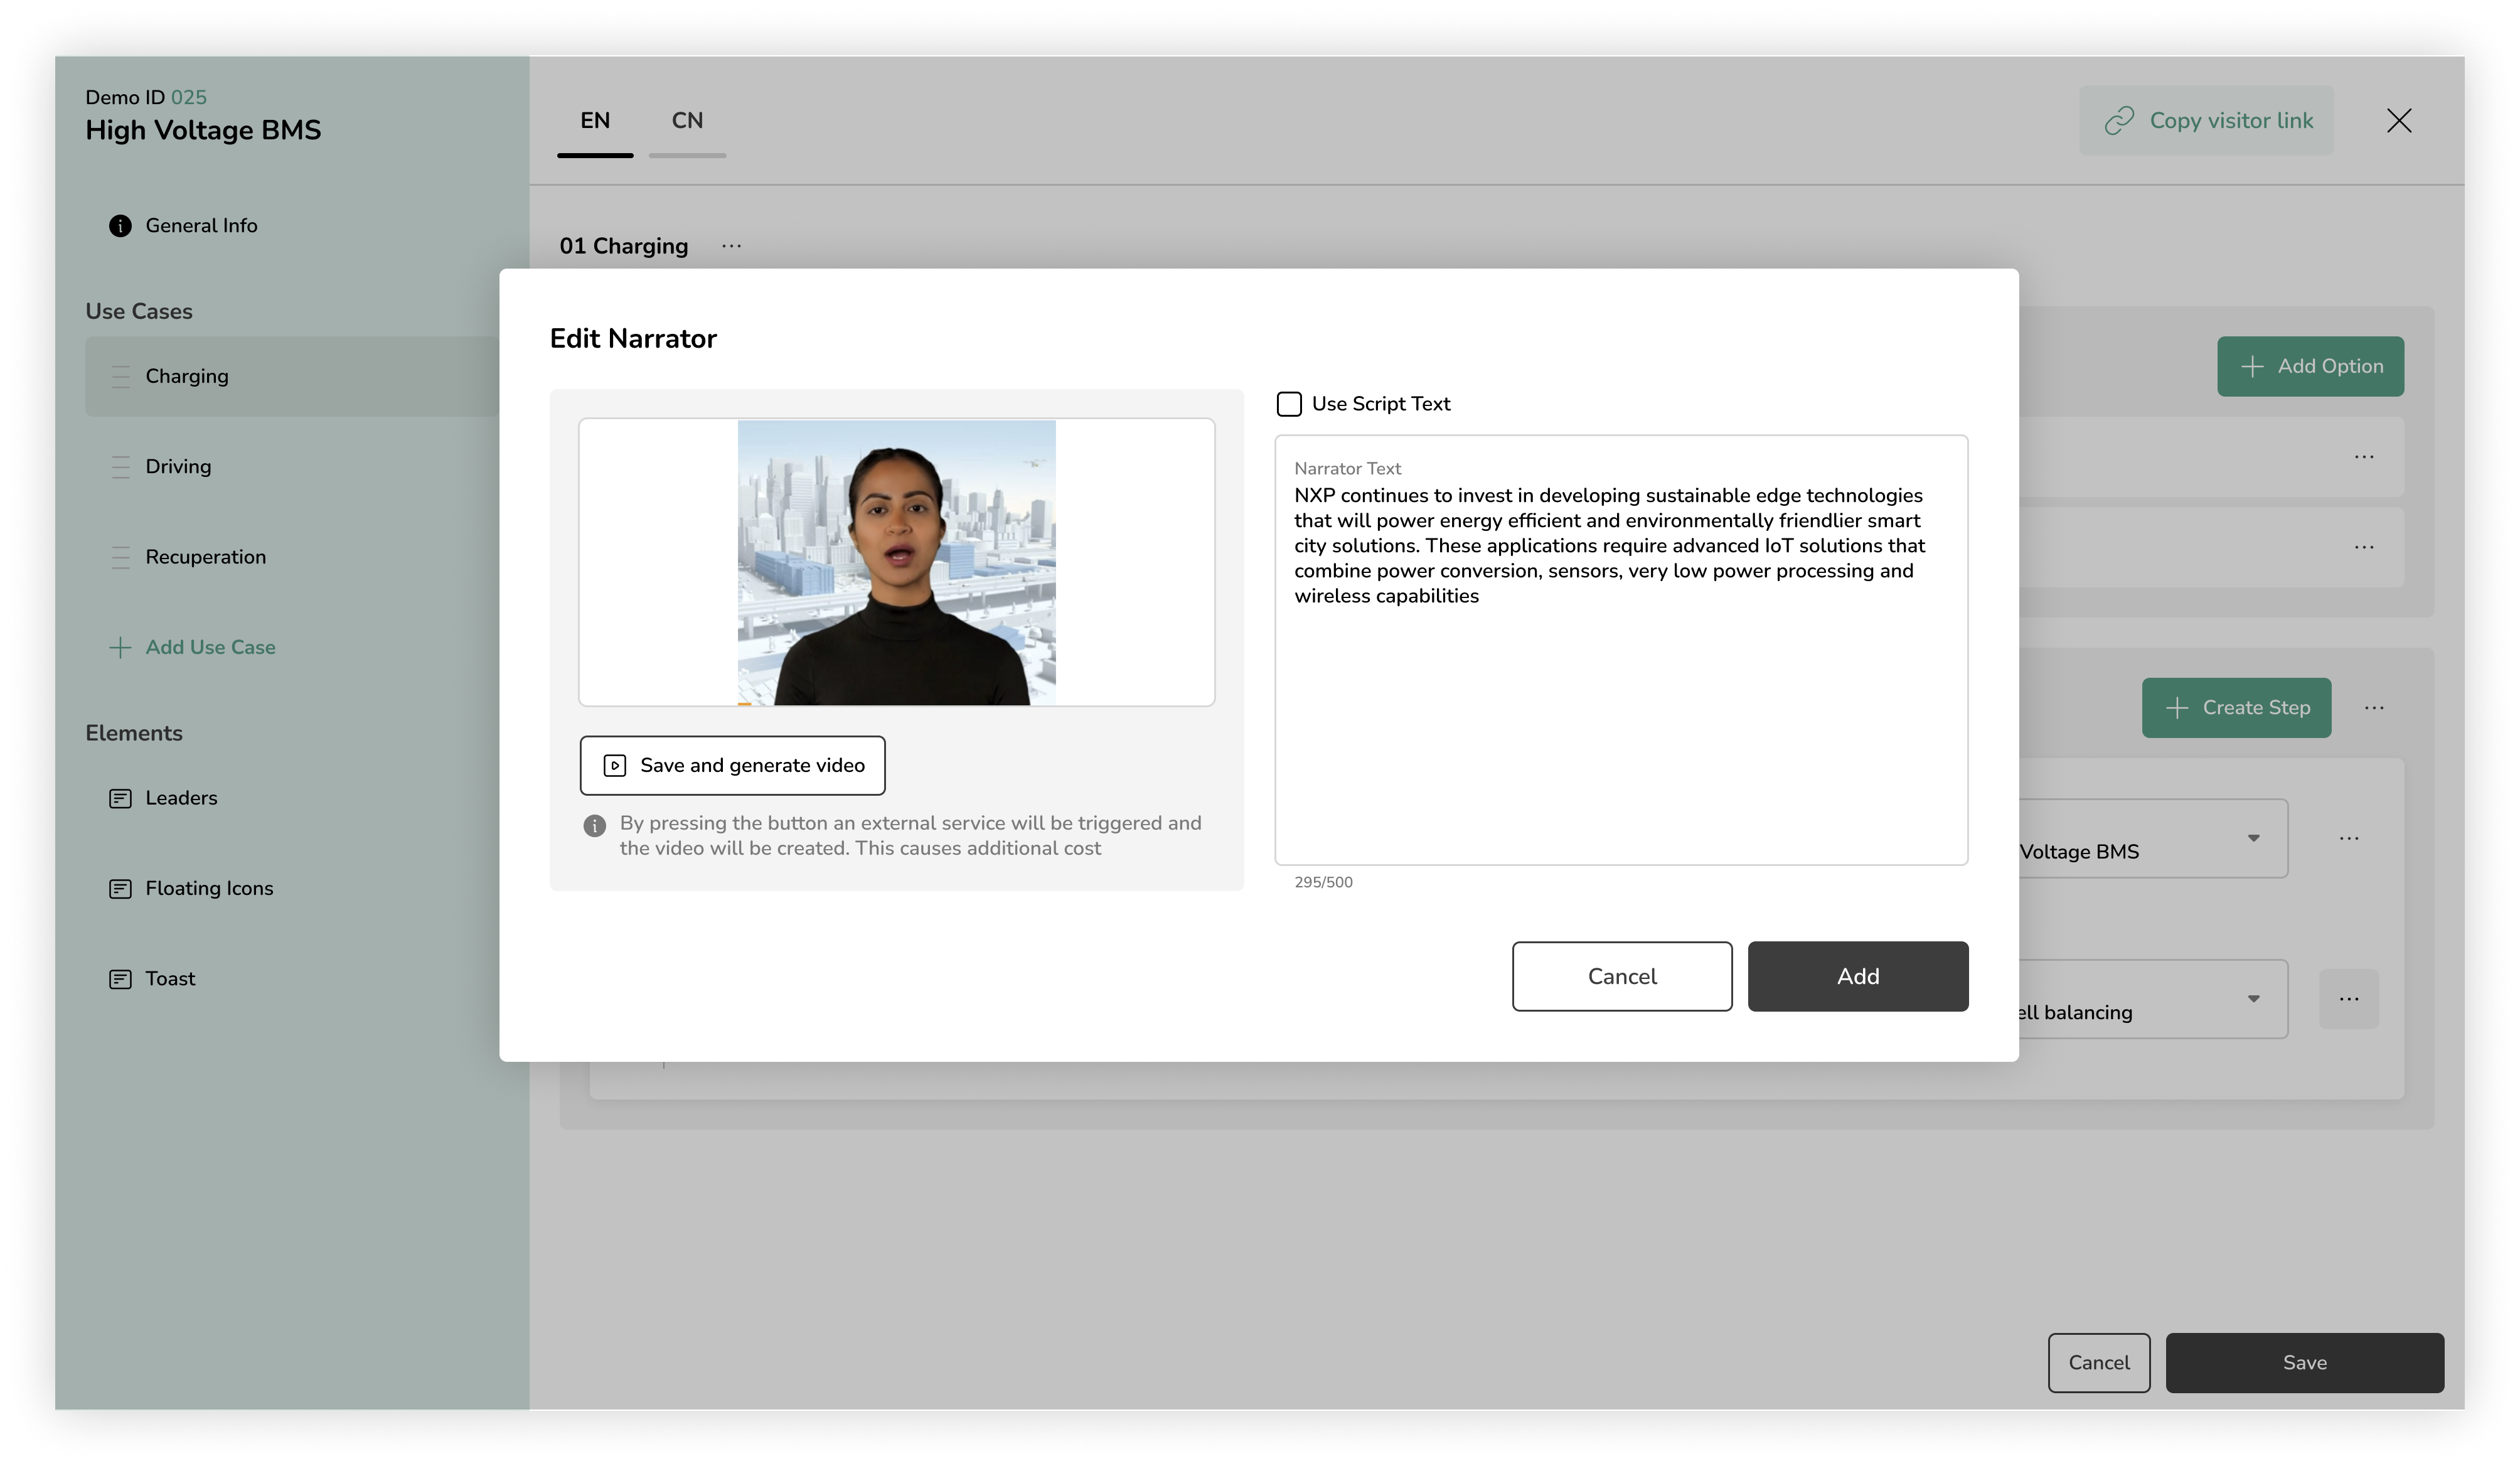 Demo ID 025
High Voltage BMS
General Info
Use Cases
Charging
Driving
Recuperation
Add Use Case
Elements
Leaders
Floating Icons
Toast
EN
CN
Copy visitor link
01 Charging
Add Option
Create Step
Voltage BMS
ell balancing
Edit Narrator
Save and generate video
By pressing the button an external service will be triggered and
the video will be created. This causes additional cost
Use Script Text
Narrator Text
NXP continues to invest in developing sustainable edge technologies
that will power energy efficient and environmentally friendlier smart
city solutions. These applications require advanced IoT solutions that
combine power conversion, sensors, very low power processing and
wireless capabilities
295/500
Cancel
Add
Cancel
Save